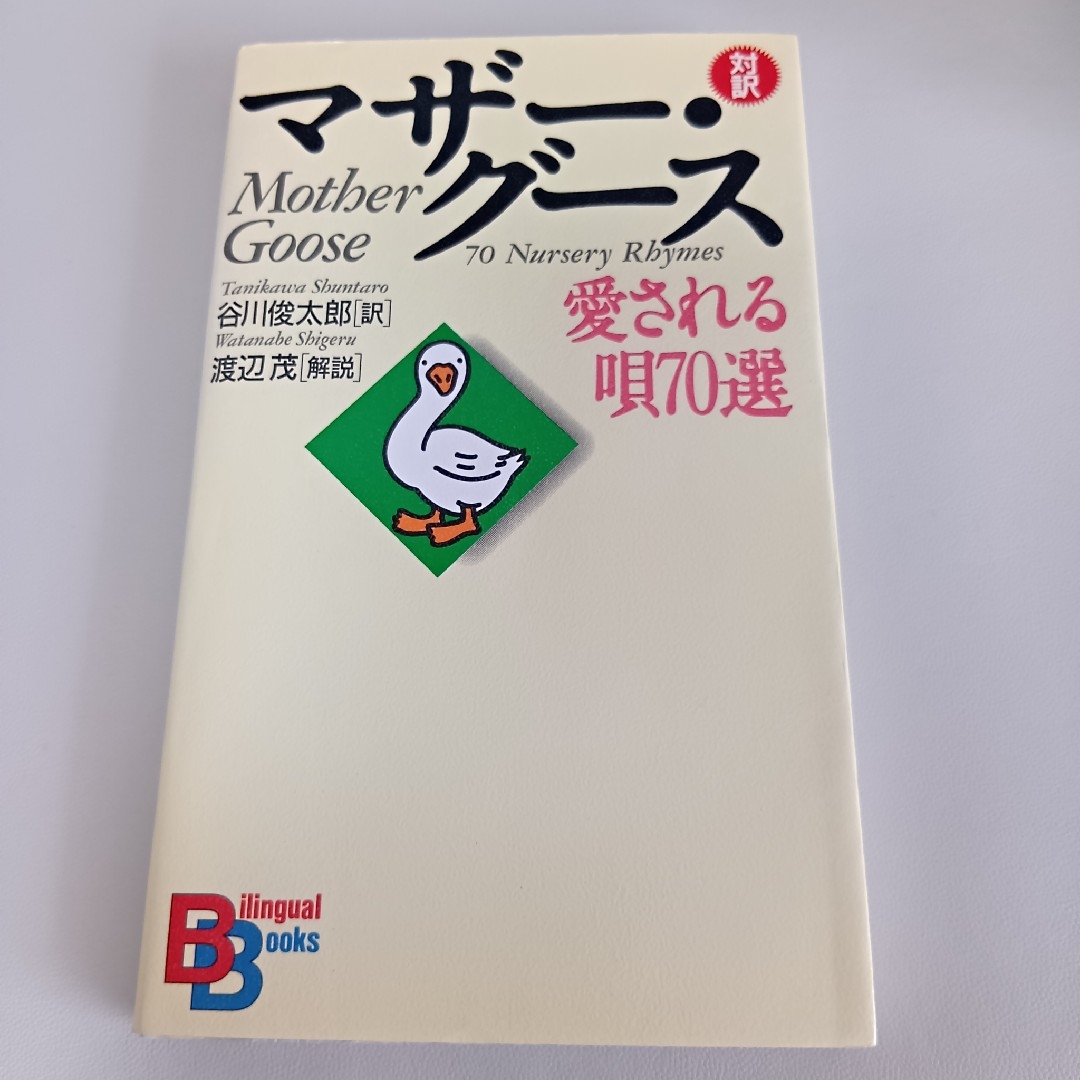 対訳
マザー・
グース
Mother
Goose
70 Nursery Rhymes
愛される
唄70選
Tanikawa Shuntaro
谷川俊太郎[訳]
Watanabe Shigeru
渡辺 茂[解説]
Bilingual
Books